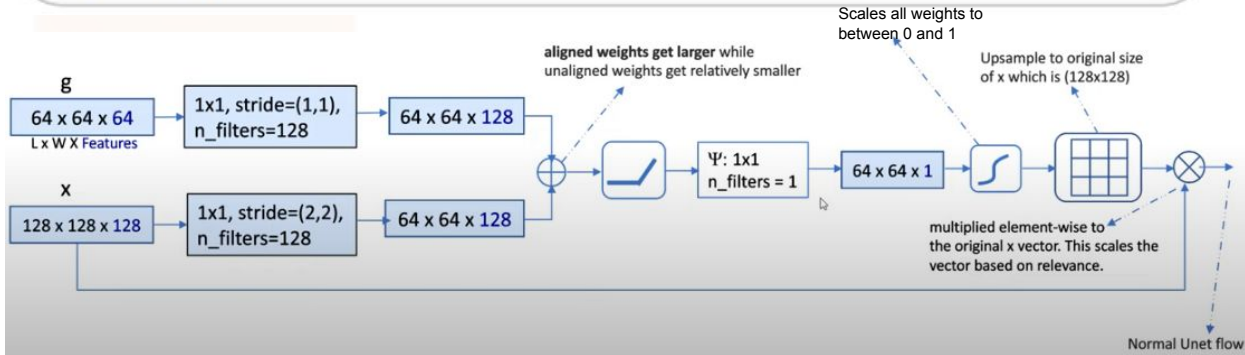 Scales all weights to
between 0 and 1
aligned weights get larger while
unaligned weights get relatively smaller
Upsample to original size
of x which is (128x128)
g
64 x 64 x 64
L x W X Features
1x1, stride=(1,1),
n_filters=128
64 x 64 x 128
Ψ: 1x1
n_filters = 1
64 x 64 x 1
x
128 x 128 x 128
1x1, stride=(2,2),
n_filters=128
64 x 64 x 128
multiplied element-wise to
the original x vector. This scales the
vector based on relevance.
Normal Unet flow